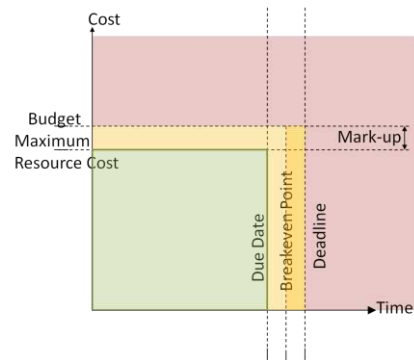 Cost
Budget
Maximum
Resource Cost
Mark-up
Due Date
Breakeven Point
Deadline
Time